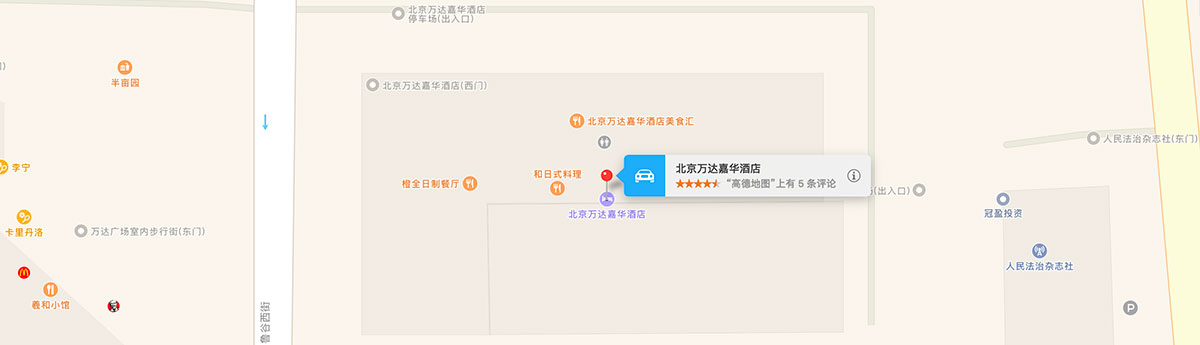 北京万达嘉华酒店
停车场(出入口)
半亩园
北京万达嘉华酒店(西门)
北京万达嘉华酒店美食汇
人民法治杂志社(东门)
李宁
和日式料理
北京万达嘉华酒店
“高德地图”上有 5 条评论
橙全日制餐厅
(出入口)
北京万达嘉华酒店
冠盈投资
卡里丹洛
万达广场室内步行街(东门)
人民法治杂志社
羲和小馆
鲁谷西街
P